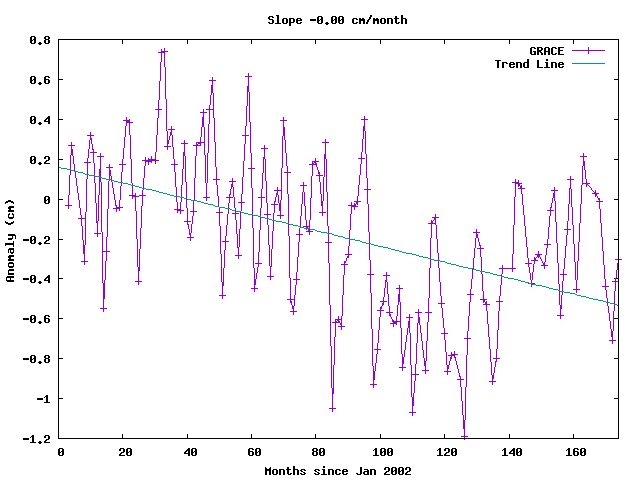 Slope -0.00 cm/month
GRACE
Trend Line
0.8
0.6
0.4
0.2
0
-0.2
-0.4
-0.6
-0.8
-1
-1.2
Anomaly (cm)
0 20 40 60 80 100 120 140 160
Months since Jan 2002